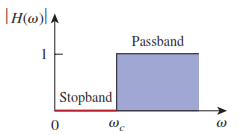 |H(ω)|
Passband
1
Stopband
0
ω_c
ω